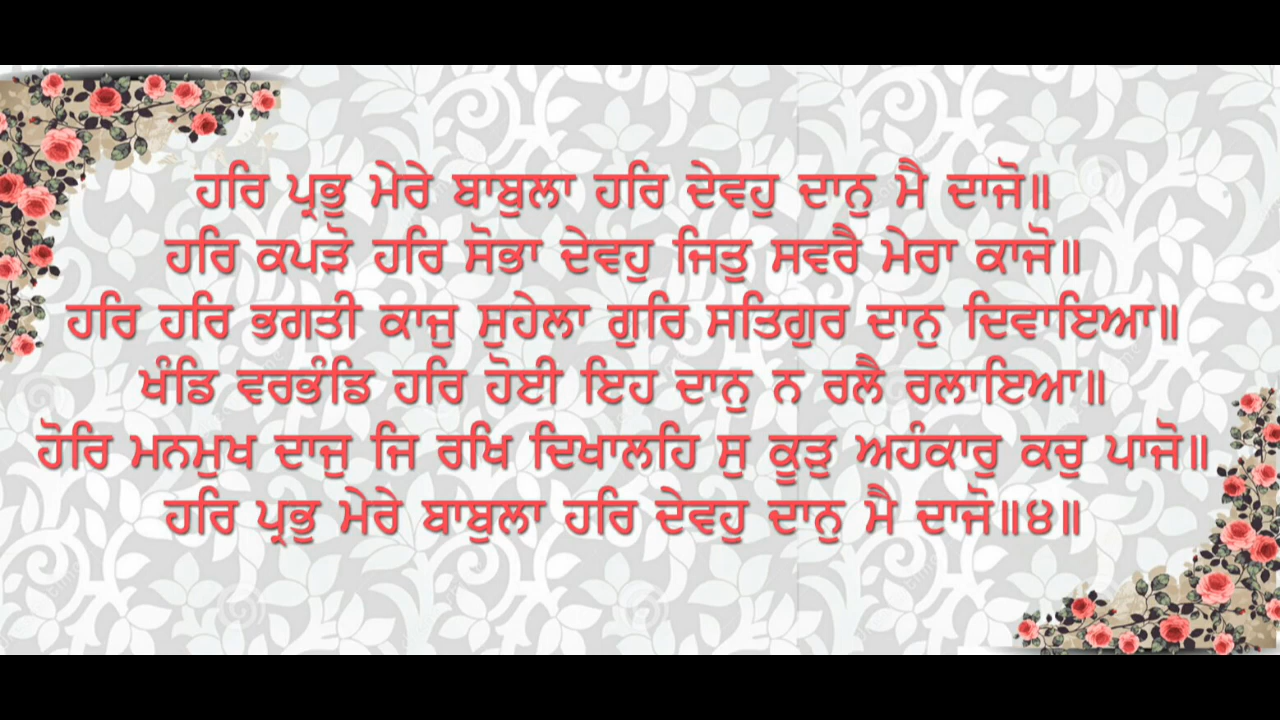 ਹਰਿ ਪ੍ਰਭੁ ਮੇਰੇ ਬਾਬੁਲਾ ਹਰਿ ਦੇਵਹੁ ਦਾਨੁ ਮੈ ਦਾਜੋ॥
ਹਰਿ ਕਪੜੋ ਹਰਿ ਸੋਭਾ ਦੇਵਹੁ ਜਿਤੁ ਸਵਰੈ ਮੇਰਾ ਕਾਜੋ॥
ਹਰਿ ਹਰਿ ਭਗਤੀ ਕਾਜੁ ਸੁਹੇਲਾ ਗੁਰਿ ਸਤਿਗੁਰ ਦਾਨੁ ਦਿਵਾਇਆ॥
ਖੰਡਿ ਵਰਭੰਡਿ ਹਰਿ ਹੋਈ ਇਹ ਦਾਨੁ ਨ ਰਲੈ ਰਲਾਇਆ॥
ਹੋਰਿ ਮਨਮੁਖ ਦਾਜੁ ਜਿ ਰਖਿ ਦਿਖਾਲਹਿ ਸੁ ਕੂੜੁ ਅਹੰਕਾਰੁ ਕਚੁ ਪਾਜੋ॥
ਹਰਿ ਪ੍ਰਭੁ ਮੇਰੇ ਬਾਬੁਲਾ ਹਰਿ ਦੇਵਹੁ ਦਾਨੁ ਮੈ ਦਾਜੋ॥੪॥